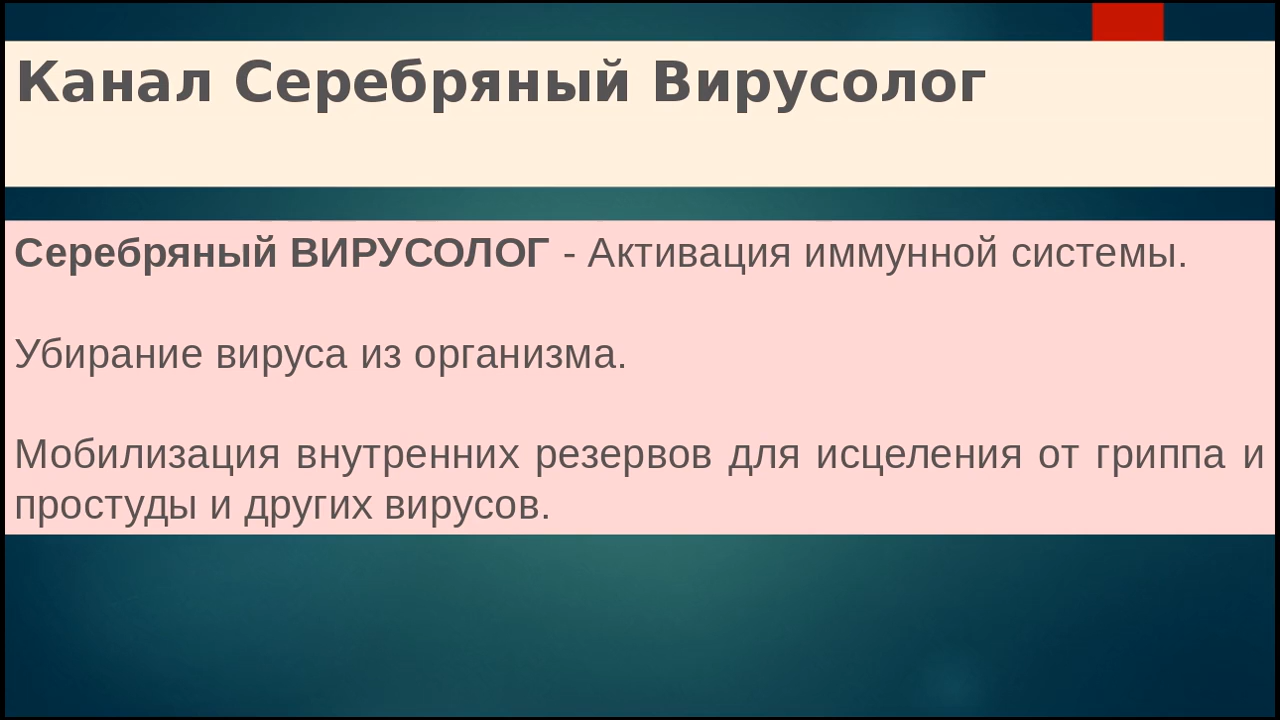 Канал Серебряный Вирусолог
Серебряный ВИРУСОЛОГ - Активация иммунной системы.
Убирание вируса из организма.
Мобилизация внутренних резервов для исцеления от гриппа и
простуды и других вирусов.